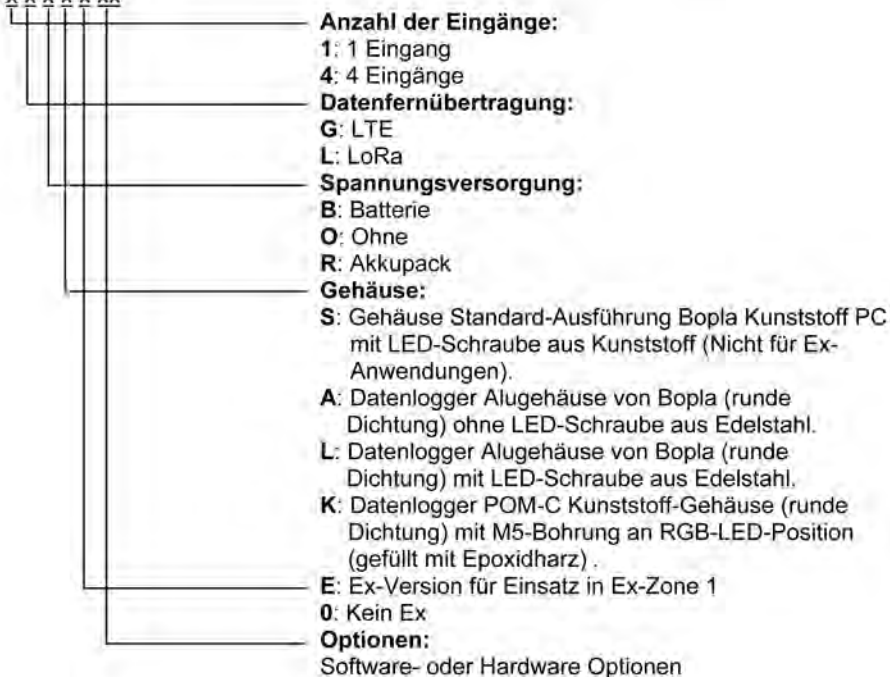 X X X X X XX
Anzahl der Eingänge:
1: 1 Eingang
4: 4 Eingänge
Datenfernübertragung:
G: LTE
L: LoRa
Spannungsversorgung:
B: Batterie
O: Ohne
R: Akkupack
Gehäuse:
S: Gehäuse Standard-Ausführung Bopla Kunststoff PC
mit LED-Schraube aus Kunststoff (Nicht für Ex-
Anwendungen).
A: Datenlogger Alugehäuse von Bopla (runde
Dichtung) ohne LED-Schraube aus Edelstahl.
L: Datenlogger Alugehäuse von Bopla (runde
Dichtung) mit LED-Schraube aus Edelstahl.
K: Datenlogger POM-C Kunststoff-Gehäuse (runde
Dichtung) mit M5-Bohrung an RGB-LED-Position
(gefüllt mit Epoxidharz) .
E: Ex-Version für Einsatz in Ex-Zone 1
0: Kein Ex
Optionen:
Software- oder Hardware Optionen